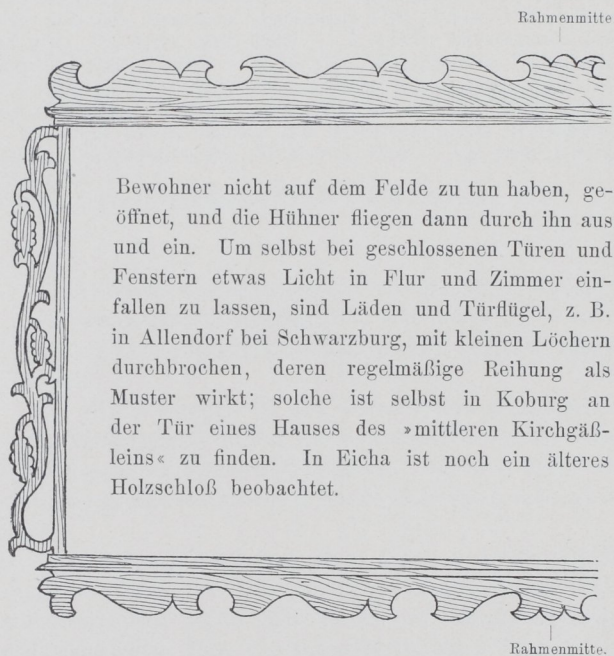 Rahmenmitte
Bewohner nicht auf dem Felde zu tun haben, ge-
öffnet, und die Hühner fliegen dann durch ihn aus
und ein. Um selbst bei geschlossenen Türen und
Fenstern etwas Licht in Flur und Zimmer ein-
fallen zu lassen, sind Läden und Türflügel, z. B.
in Allendorf bei Schwarzburg, mit kleinen Löchern
durchbrochen, deren regelmäßige Reihung als
Muster wirkt; solche ist selbst in Koburg an
der Tür eines Hauses des »mittleren Kirchgäß-
leins« zu finden. In Eicha ist noch ein älteres
Holzschloß beobachtet.
Rahmenmitte.